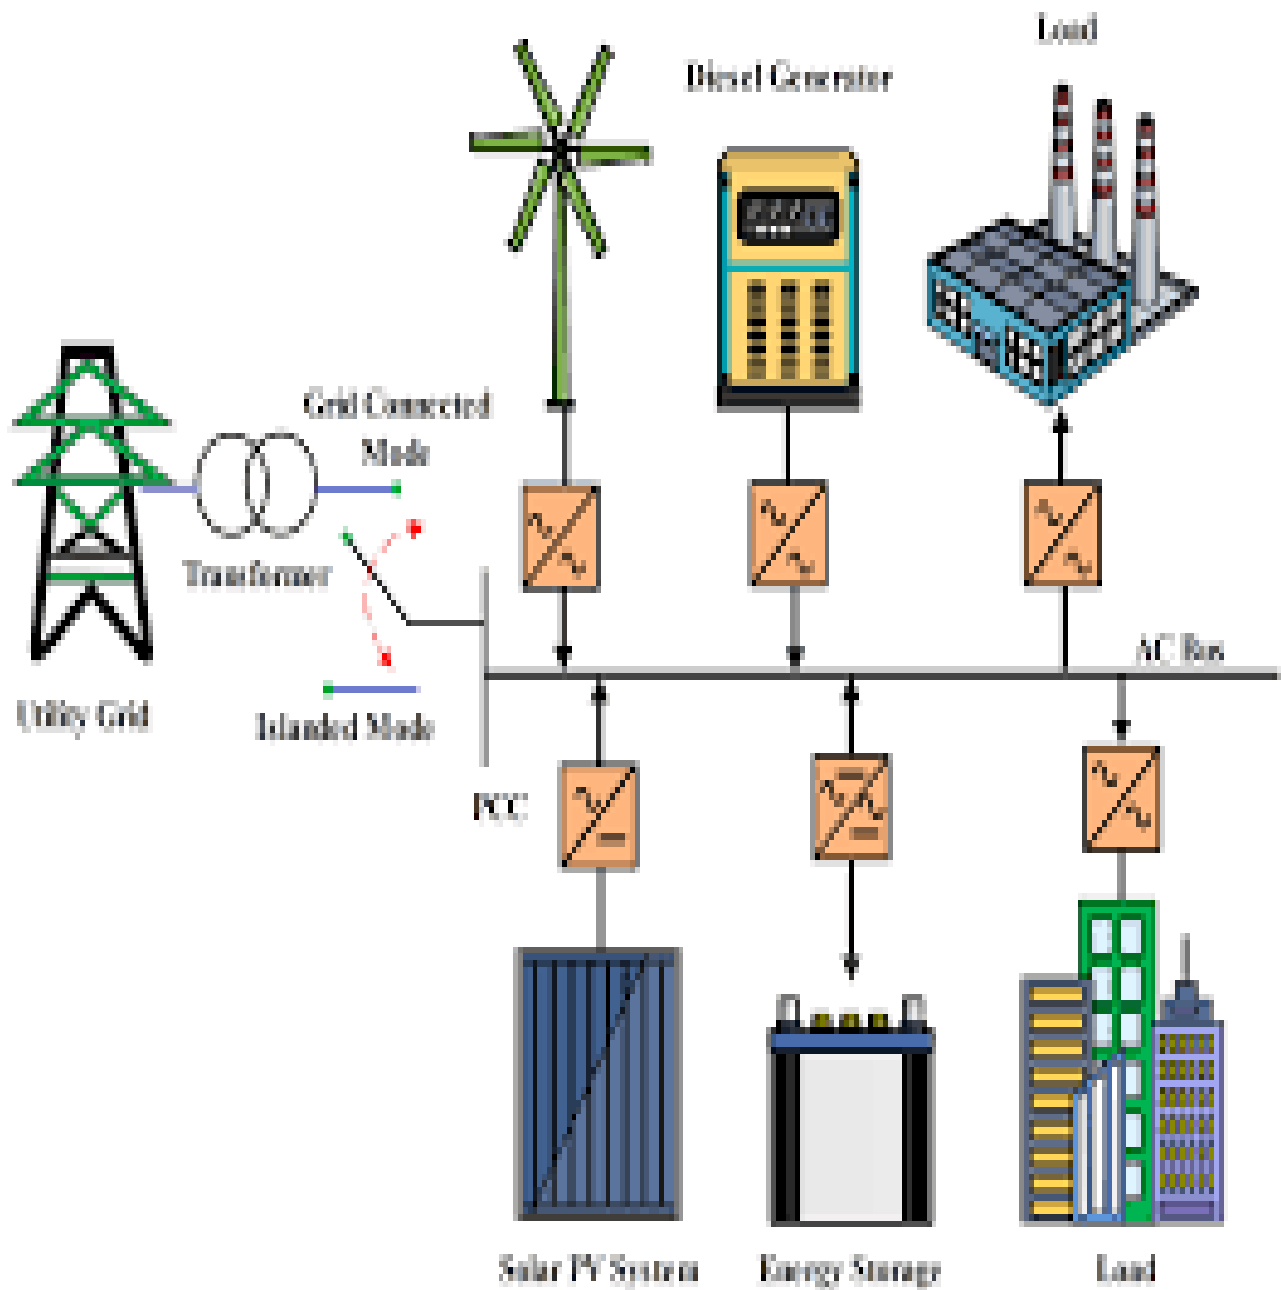 Load
Diesel Generator
Grid Connected
Mode
Transformer
AC Bus
Utility Grid
Islanded Mode
PCC
Solar PV System
Energy Storage
Load